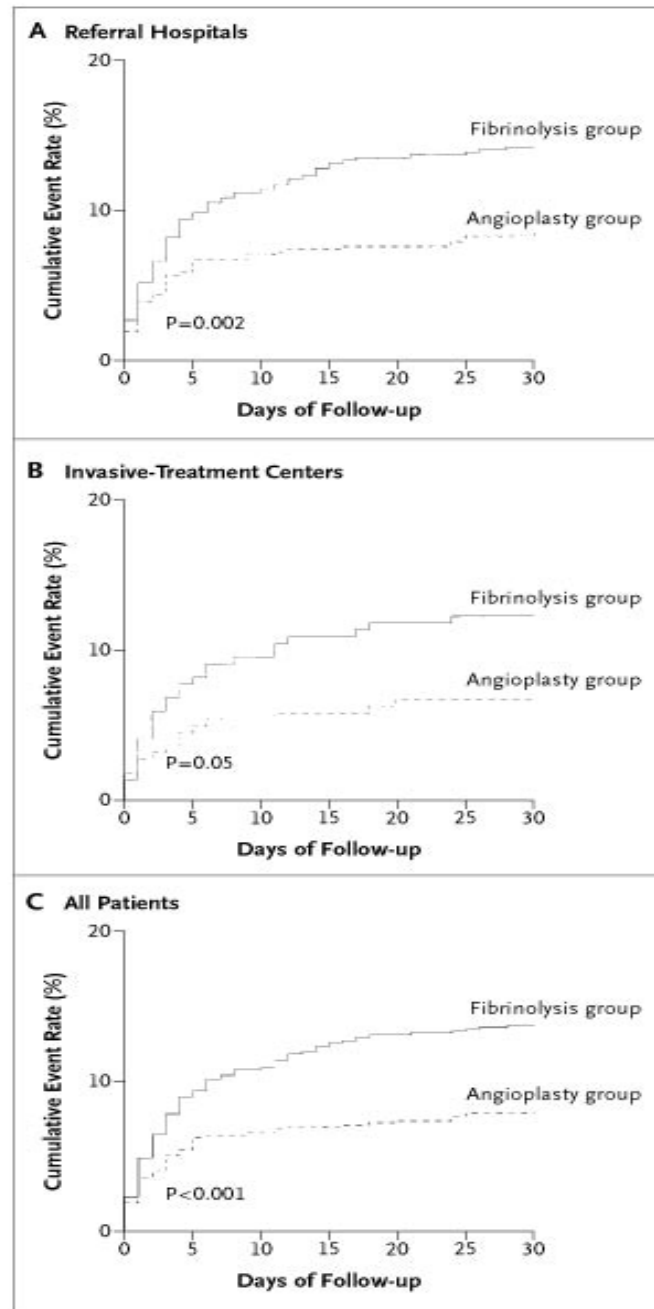 A Referral Hospitals
20
10
0
Cumulative Event Rate (%)
Fibrinolysis group
Angioplasty group
P=0.002
0 5 10 15 20 25 30
Days of Follow-up
B Invasive-Treatment Centers
20
10
0
Cumulative Event Rate (%)
Fibrinolysis group
Angioplasty group
P=0.05
0 5 10 15 20 25 30
Days of Follow-up
C All Patients
20
10
0
Cumulative Event Rate (%)
Fibrinolysis group
Angioplasty group
P<0.001
0 5 10 15 20 25 30
Days of Follow-up